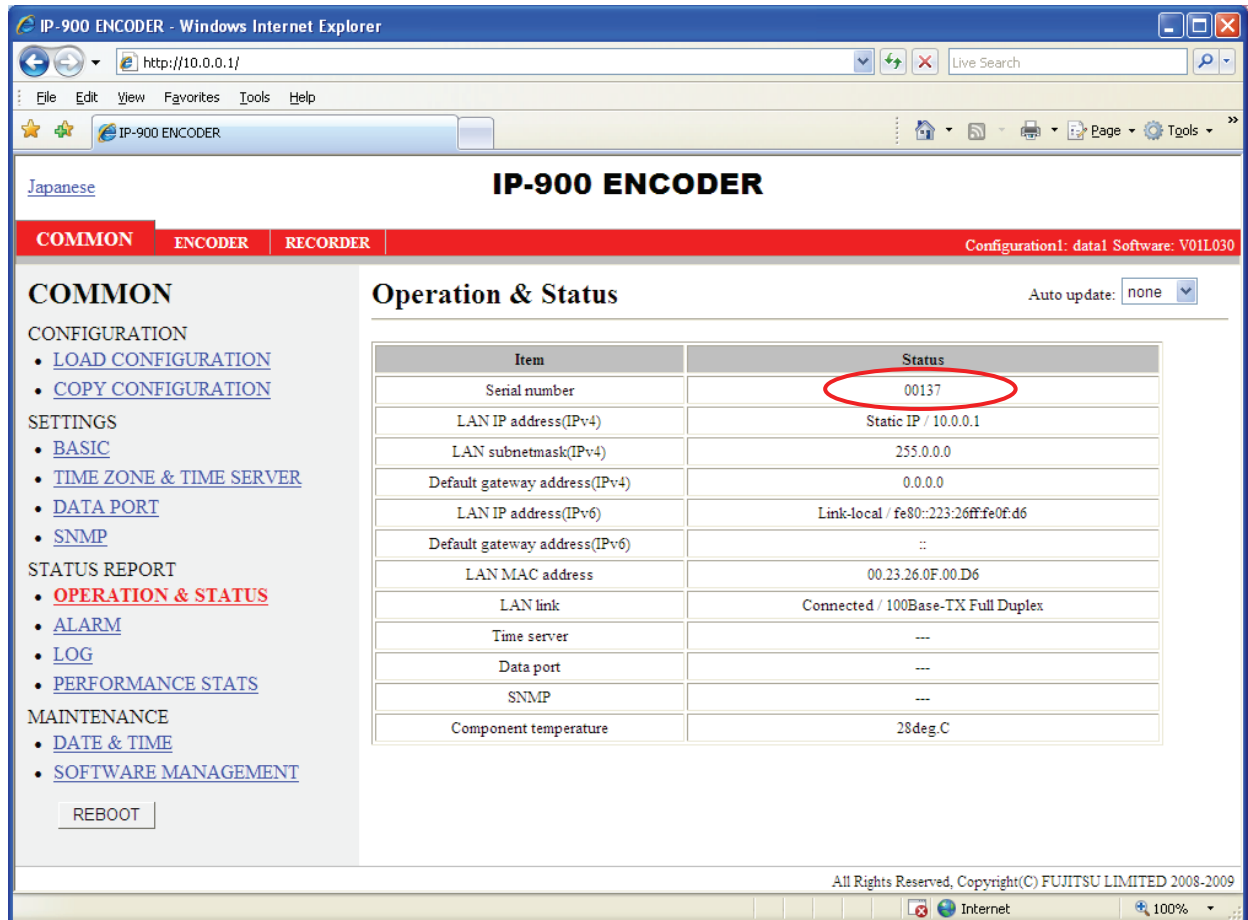 IP-900 ENCODER - Windows Internet Explorer
http://10.0.0.1/
Live Search
File Edit View Favorites Tools Help
IP-900 ENCODER
Page Tools »
Japanese
IP-900 ENCODER
COMMON ENCODER RECORDER
Configuration1: data1 Software: V01L030
COMMON
CONFIGURATION
• LOAD CONFIGURATION
• COPY CONFIGURATION
SETTINGS
• BASIC
• TIME ZONE & TIME SERVER
• DATA PORT
• SNMP
STATUS REPORT
• OPERATION & STATUS
• ALARM
• LOG
• PERFORMANCE STATS
MAINTENANCE
• DATE & TIME
• SOFTWARE MANAGEMENT
REBOOT
Operation & Status
Auto update: none
Item Status
Serial number 00137
LAN IP address(IPv4) Static IP / 10.0.0.1
LAN subnetmask(IPv4) 255.0.0.0
Default gateway address(IPv4) 0.0.0.0
LAN IP address(IPv6) Link-local / fe80::223:26ff:fe0f:d6
Default gateway address(IPv6) ::
LAN MAC address 00.23.26.0F.00.D6
LAN link Connected / 100Base-TX Full Duplex
Time server ---
Data port ---
SNMP ---
Component temperature 28deg.C
All Rights Reserved, Copyright(C) FUJITSU LIMITED 2008-2009
Internet 100%